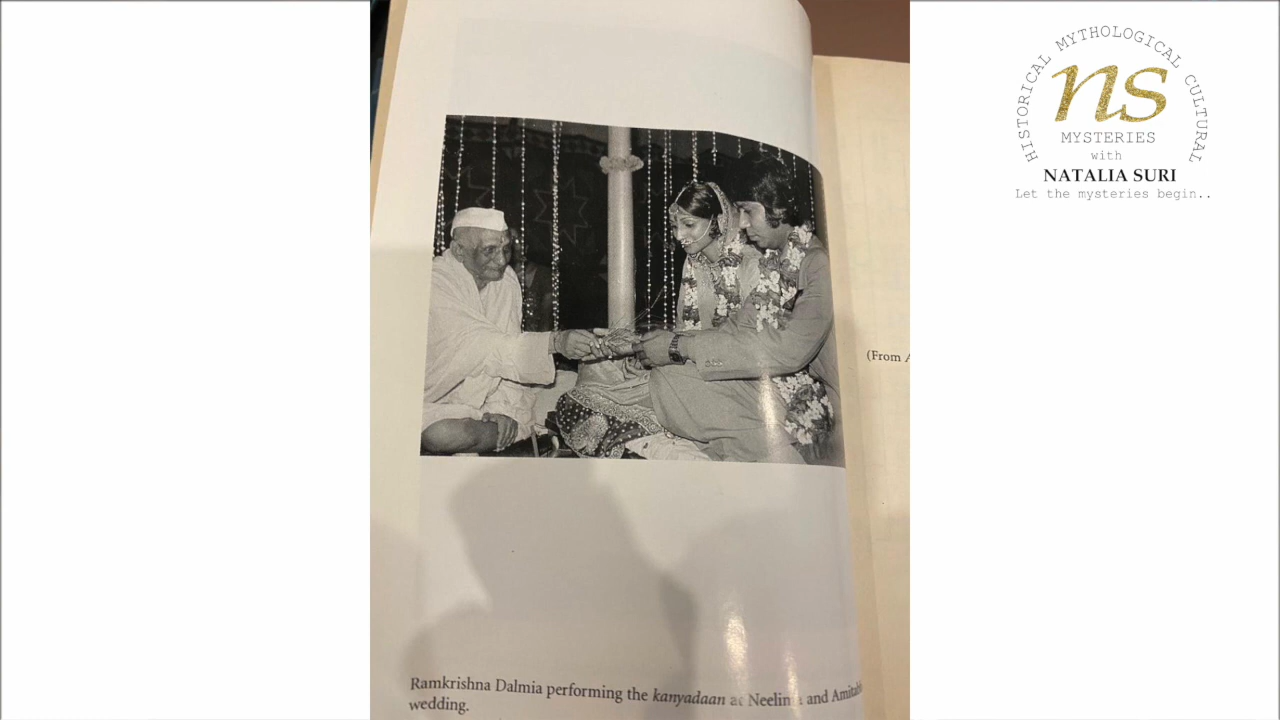 HISTORICAL MYTHOLOGICAL CULTURAL
ns
MYSTERIES
with
NATALIA SURI
Let the mysteries begin..
(From
Ramkrishna Dalmia performing the kanyadaan at and
wedding.